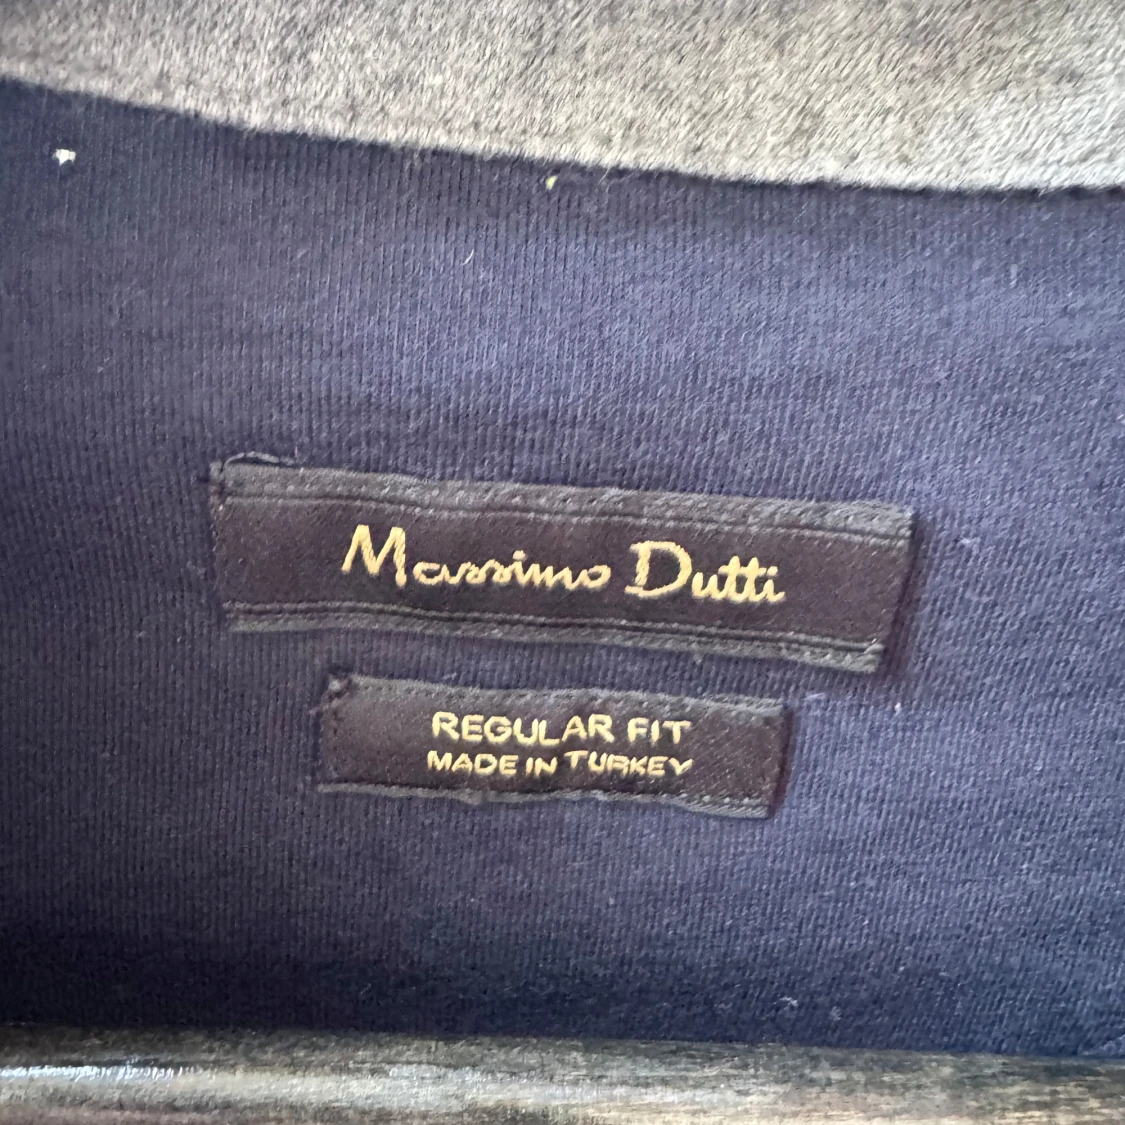 Massimo Dutti
REGULAR FIT
MADE IN TURKEY